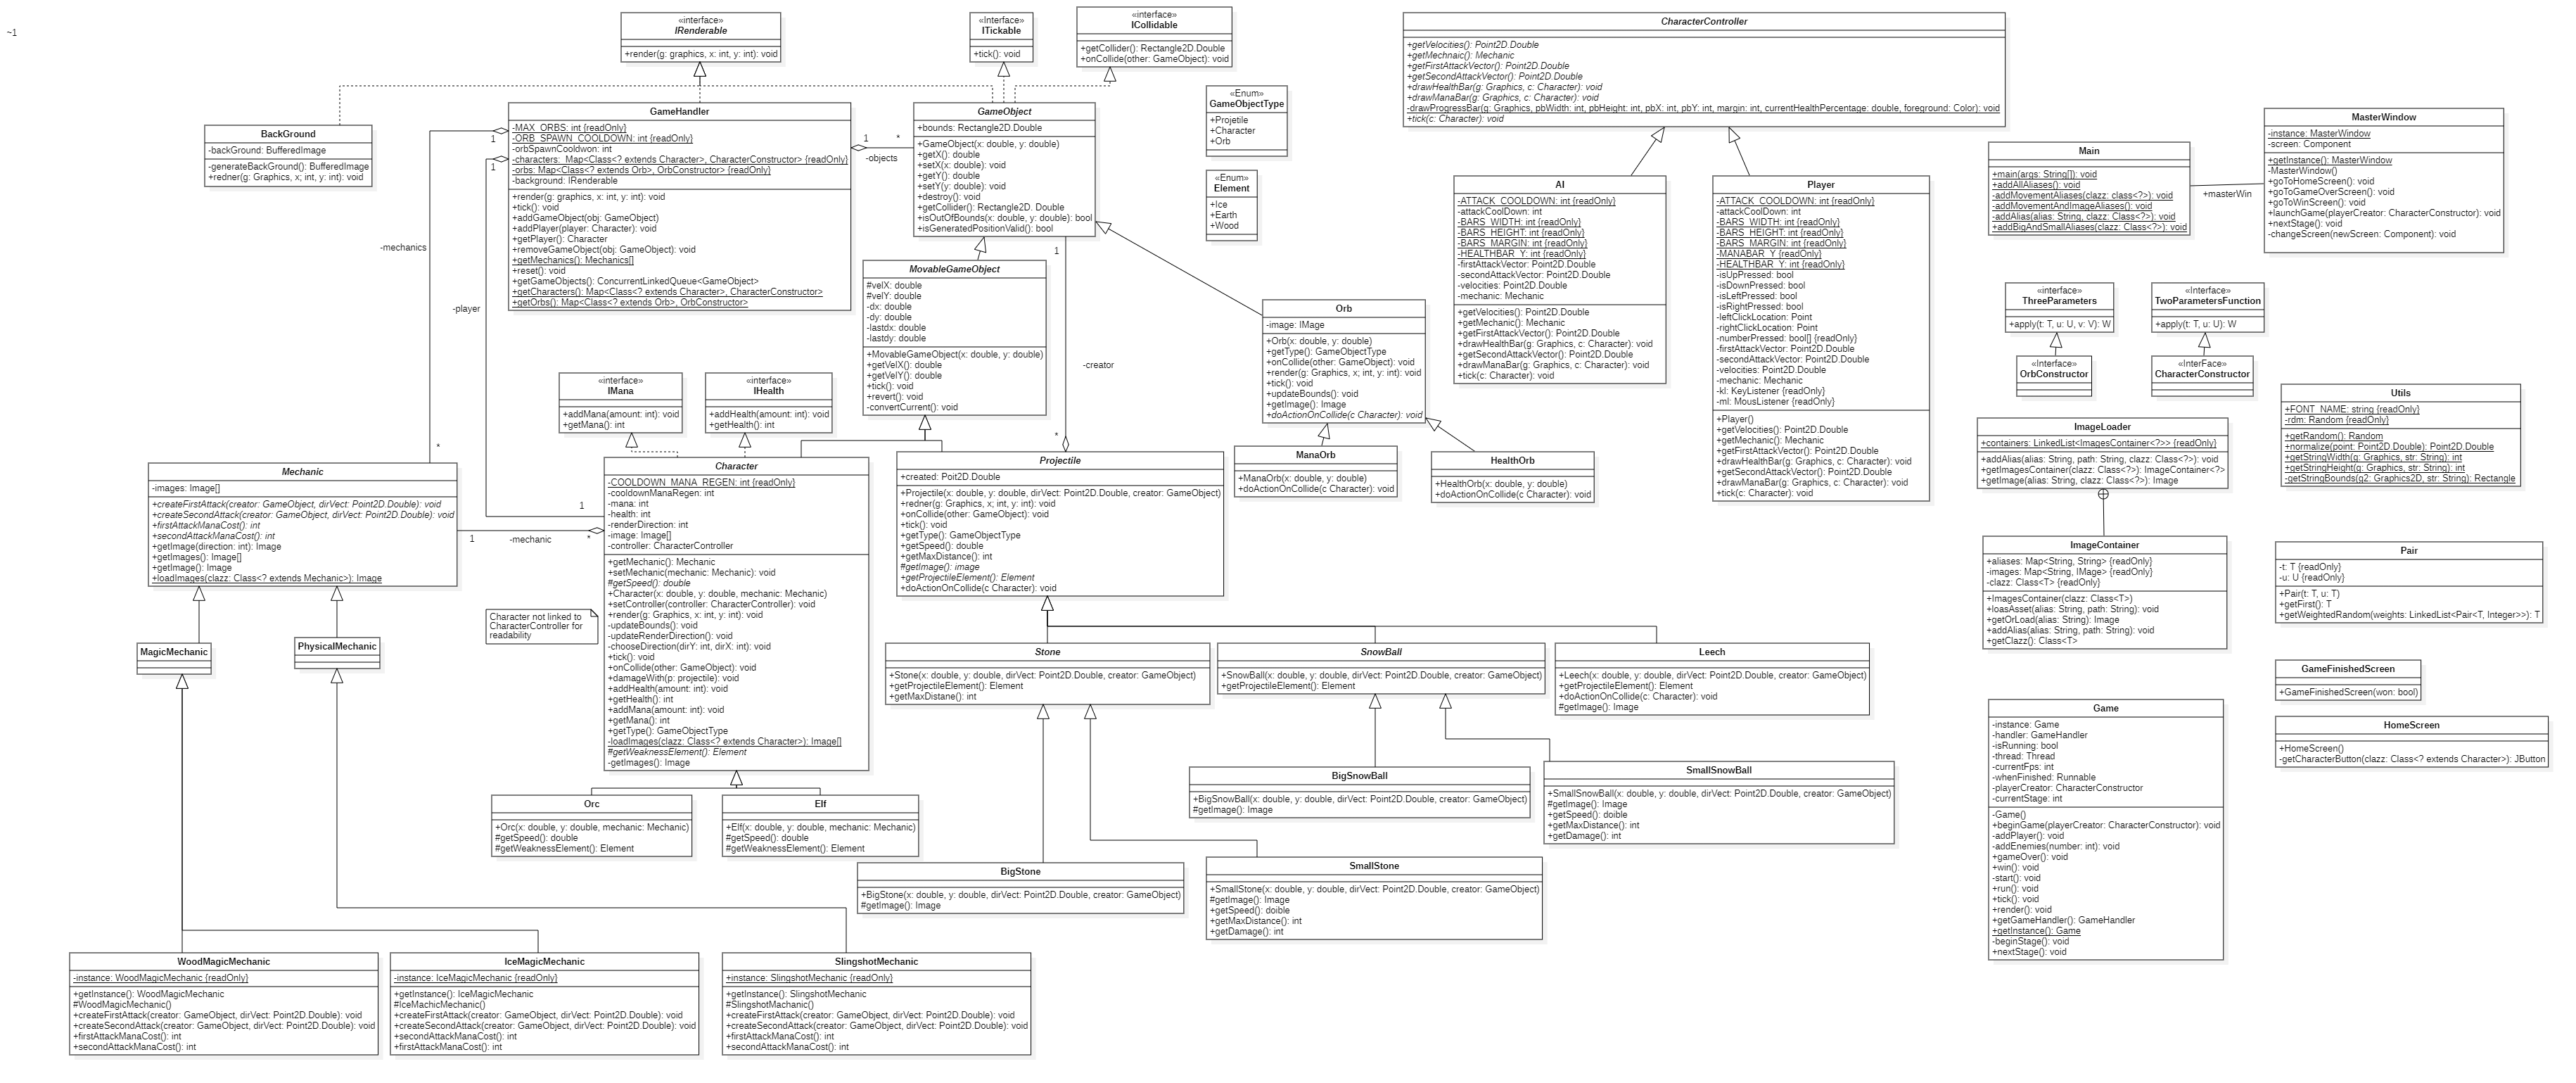 ~1
«interface»
IRenderable
+render(g: graphics, x: int, y: int): void
«Interface»
ITickable
+tick(): void
«interface»
ICollidable
+getCollider(): Rectangle2D.Double
+onCollide(other: GameObject): void
CharacterController
+getVelocities(): Point2D.Double
+getMechnaic(): Mechanic
+getFirstAttackVector(): Point2D.Double
+getSecondAttackVector(): Point2D.Double
+drawHealthBar(g: Graphics, c: Character): void
+drawManaBar(g: Graphics, c: Character): void
-drawProgressBar(g: Graphics, pbWidth: int, pbHeight: int, pbX: int, pbY: int, margin: int, currentHealthPercentage: double, foreground: Color): void
+tick(c: Character): void
BackGround
-backGround: BufferedImage
-generateBackGround(): BufferedImage
+redner(g: Graphics, x; int, y: int): void
GameHandler
-MAX_ORBS: int {readOnly}
-ORB_SPAWN_COOLDOWN: int {readOnly}
-orbSpawnCooldwon: int
-characters:  Map<Class<? extends Character>, CharacterConstructor> {readOnly}
-orbs: Map<Class<? extends Orb>, OrbConstructor> {readOnly}
-background: IRenderable
+render(g: graphics, x: int, y: int): void
+tick(): void
+addGameObject(obj: GameObject)
+addPlayer(player: Character): void
+getPlayer(): Character
+removeGameObject(obj: GameObject): void
+getMechanics(): Mechanics[]
+reset(): void
+getGameObjects(): ConcurrentLinkedQueue<GameObject>
+getCharacters(): Map<Class<? extends Character>, CharacterConstructor>
+getOrbs(): Map<Class<? extends Orb>, OrbConstructor>
1
1
1
*
-objects
-mechanics
-player
GameObject
+bounds: Rectangle2D.Double
+GameObject(x: double, y: double)
+getX(): double
+setX(x: double): void
+getY(): double
+setY(y: double): void
+destroy(): void
+getCollider(): Rectangle2D. Double
+isOutOfBounds(x: double, y: double): bool
+isGeneratedPositionValid(): bool
«Enum»
GameObjectType
+Projetile
+Character
+Orb
«Enum»
Element
+Ice
+Earth
+Wood
AI
-ATTACK_COOLDOWN: int {readOnly}
-attackCoolDown: int
-BARS_WIDTH: int {readOnly}
-BARS_HEIGHT: int {readOnly}
-BARS_MARGIN: int {readOnly}
-HEALTHBAR_Y: int {readOnly}
-firstAttackVector: Point2D.Double
-secondAttackVector: Point2D.Double
-velocities: Point2D.Double
-mechanic: Mechanic
+getVelocities(): Point2D.Double
+getMechanic(): Mechanic
+getFirstAttackVector(): Point2D.Double
+drawHealthBar(g: Graphics, c: Character): void
+getSecondAttackVector(): Point2D.Double
+drawManaBar(g: Graphics, c: Character): void
+tick(c: Character): void
Player
-ATTACK_COOLDOWN: int {readOnly}
-attackCoolDown: int
-BARS_WIDTH: int {readOnly}
-BARS_HEIGHT: int {readOnly}
-BARS_MARGIN: int {readOnly}
-MANABAR_Y {readOnly}
-HEALTHBAR_Y: int {readOnly}
-isUpPressed: bool
-isDownPressed: bool
-isLeftPressed: bool
-isRightPressed: bool
-leftClickLocation: Point
-rightClickLocation: Point
-numberPressed: bool[] {readOnly}
-firstAttackVector: Point2D.Double
-secondAttackVector: Point2D.Double
-velocities: Point2D.Double
-mechanic: Mechanic
-kl: KeyListener {readOnly}
-ml: MousListener {readOnly}
+Player()
+getVelocities(): Point2D.Double
+getMechanic(): Mechanic
+getFirstAttackVector(): Point2D.Double
+drawHealthBar(g: Graphics, c: Character): void
+getSecondAttackVector(): Point2D.Double
+drawManaBar(g: Graphics, c: Character): void
+tick(c: Character): void
Main
+main(args: String[]): void
+addAllAliases(): void
-addMovementAliases(clazz: class<?>): void
-addMovementAndImageAliases(): void
-addAlias(alias: String, clazz: Class<?>): void
+addBigAndSmallAliases(clazz: Class<?>): void
+masterWin
MasterWindow
-instance: MasterWindow
-screen: Component
+getInstance(): MasterWindow
-MasterWindow()
+goToHomeScreen(): void
+goToGameOverScreen(): void
+goToWinScreen(): void
+launchGame(playerCreator: CharacterConstructor): void
+nextStage(): void
-changeScreen(newScreen: Component): void
MovableGameObject
#velX: double
#velY: double
-dx: double
-dy: double
-lastdx: double
-lastdy: double
+MovableGameObject(x: double, y: double)
+getVelX(): double
+getVelY(): double
+tick(): void
+revert(): void
-convertCurrent(): void
1
-creator
*
Orb
-image: IMage
+Orb(x: double, y: double)
+getType(): GameObjectType
+onCollide(other: GameObject): void
+render(g: Graphics, x; int, y: int): void
+tick(): void
+updateBounds(): void
+getImage(): Image
+doActionOnCollide(c Character): void
«interface»
ThreeParameters
+apply(t: T, u: U, v: V): W
«Interface»
TwoParametersFunction
+apply(t: T, u: U): W
«Interface»
OrbConstructor
«InterFace»
CharacterConstructor
«interface»
IMana
+addMana(amount: int): void
+getMana(): int
«interface»
IHealth
+addHealth(amount: int): void
+getHealth(): int
Utils
+FONT_NAME: string {readOnly}
-rdm: Random {readOnly}
+getRandom(): Random
+normalize(point: Point2D.Double): Point2D.Double
+getStringWidth(g: Graphics, str: String): int
+getStringHeight(g: Graphics, str: String): int
-getStringBounds(g2: Graphics2D, str: String): Rectangle
ImageLoader
+containers: LinkedList<ImagesContainer<?>> {readOnly}
+addAlias(alias: String, path: String, clazz: Class<?>): void
+getImagesContainer(clazz: Class<?>): ImageContainer<?>
+getImage(alias: String, clazz: Class<?>): Image
ManaOrb
+ManaOrb(x: double, y: double)
+doActionOnCollide(c Character): void
HealthOrb
+HealthOrb(x: double, y: double)
+doActionOnCollide(c Character): void
*
Mechanic
-images: Image[]
+createFirstAttack(creator: GameObject, dirVect: Point2D.Double): void
+createSecondAttack(creator: GameObject, dirVect: Point2D.Double): void
+firstAttackManaCost(): int
+secondAttackManaCost(): int
+getImage(direction: int): Image
+getImages(): Image[]
+getImage(): Image
+loadImages(clazz: Class<? extends Mechanic>): Image
1
1
-mechanic
*
Character
-COOLDOWN_MANA_REGEN: int {readOnly}
-cooldownManaRegen: int
-mana: int
-health: int
-renderDirection: int
-image: Image[]
-controller: CharacterController
+getMechanic(): Mechanic
+setMechanic(mechanic: Mechanic): void
#getSpeed(): double
+Character(x: double, y: double, mechanic: Mechanic)
+setController(controller: CharacterController): void
+render(g: Graphics, x: int, y: int): void
-updateBounds(): void
-updateRenderDirection(): void
-chooseDirection(dirY: int, dirX: int): void
+tick(): void
+onCollide(other: GameObject): void
+damageWith(p: projectile): void
+addHealth(amount: int): void
+getHealth(): int
+addMana(amount: int): void
+getMana(): int
+getType(): GameObjectType
-loadImages(clazz: Class<? extends Character>): Image[]
#getWeaknessElement(): Element
-getImages(): Image
Projectile
+created: Poit2D.Double
+Projectile(x: double, y: double, dirVect: Point2D.Double, creator: GameObject)
+redner(g: Graphics, x; int, y: int): void
+onCollide(other: GameObject): void
+tick(): void
+getType(): GameObjectType
+getSpeed(): double
+getMaxDistance(): int
#getImage(): image
+getProjectileElement(): Element
+doActionOnCollide(c Character): void
ImageContainer
+aliases: Map<String, String> {readOnly}
-images: Map<String, IMage> {readOnly}
-clazz: Class<T> {readOnly}
+ImagesContainer(clazz: Class<T>)
+loasAsset(alias: String, path: String): void
+getOrLoad(alias: String): Image
+addAlias(alias: String, path: String): void
+getClazz(): Class<T>
Pair
-t: T {readOnly}
-u: U {readOnly}
+Pair(t: T, u: T)
+getFirst(): T
+getWeightedRandom(weights: LinkedList<Pair<T, Integer>>): T
Character not linked to
CharacterController for
readability
MagicMechanic
PhysicalMechanic
Stone
+Stone(x: double, y: double, dirVect: Point2D.Double, creator: GameObject)
+getProjectileElement(): Element
+getMaxDistane(): int
SnowBall
+SnowBall(x: double, y: double, dirVect: Point2D.Double, creator: GameObject)
+getProjectileElement(): Element
Leech
+Leech(x: double, y: double, dirVect: Point2D.Double, creator: GameObject)
+getProjectileElement(): Element
+doActionOnCollide(c: Character): void
#getImage(): Image
GameFinishedScreen
+GameFinishedScreen(won: bool)
HomeScreen
+HomeScreen()
-getCharacterButton(clazz: Class<? extends Character>): JButton
Game
-instance: Game
-handler: GameHandler
-isRunning: bool
-thread: Thread
-currentFps: int
-whenFinished: Runnable
-playerCreator: CharacterConstructor
-currentStage: int
-Game()
+beginGame(playerCreator: CharacterConstructor): void
-addPlayer(): void
-addEnemies(number: int): void
+gameOver(): void
+win(): void
-start(): void
+run(): void
+tick(): void
+render(): void
+getGameHandler(): GameHandler
+getInstance(): Game
-beginStage(): void
+nextStage(): void
BigSnowBall
+BigSnowBall(x: double, y: double, dirVect: Point2D.Double, creator: GameObject)
#getImage(): Image
SmallSnowBall
+SmallSnowBall(x: double, y: double, dirVect: Point2D.Double, creator: GameObject)
#getImage(): Image
+getSpeed(): doible
+getMaxDistance(): int
+getDamage(): int
Orc
+Orc(x: double, y: double, mechanic: Mechanic)
#getSpeed(): double
#getWeaknessElement(): Element
Elf
+Elf(x: double, y: double, mechanic: Mechanic)
#getSpeed(): double
#getWeaknessElement(): Element
BigStone
+BigStone(x: double, y: double, dirVect: Point2D.Double, creator: GameObject)
#getImage(): Image
SmallStone
+SmallStone(x: double, y: double, dirVect: Point2D.Double, creator: GameObject)
#getImage(): Image
+getSpeed(): doible
+getMaxDistance(): int
+getDamage(): int
WoodMagicMechanic
-instance: WoodMagicMechanic {readOnly}
+getInstance(): WoodMagicMechanic
#WoodMagicMechanic()
+createFirstAttack(creator: GameObject, dirVect: Point2D.Double): void
+createSecondAttack(creator: GameObject, dirVect: Point2D.Double): void
+firstAttackManaCost(): int
+secondAttackManaCost(): int
IceMagicMechanic
-instance: IceMagicMechanic {readOnly}
+getInstance(): IceMagicMechanic
#IceMachicMechanic()
+createFirstAttack(creator: GameObject, dirVect: Point2D.Double): void
+createSecondAttack(creator: GameObject, dirVect: Point2D.Double): void
+secondAttackManaCost(): int
+firstAttackManaCost(): int
SlingshotMechanic
+instance: SlingshotMechanic {readOnly}
+getInstance(): SlingshotMechanic
#SlingshotMachanic()
+createFirstAttack(creator: GameObject, dirVect: Point2D.Double): void
+createSecondAttack(creator: GameObject, dirVect: Point2D.Double): void
+firstAttackManaCost(): int
+secondAttackManaCost(): int